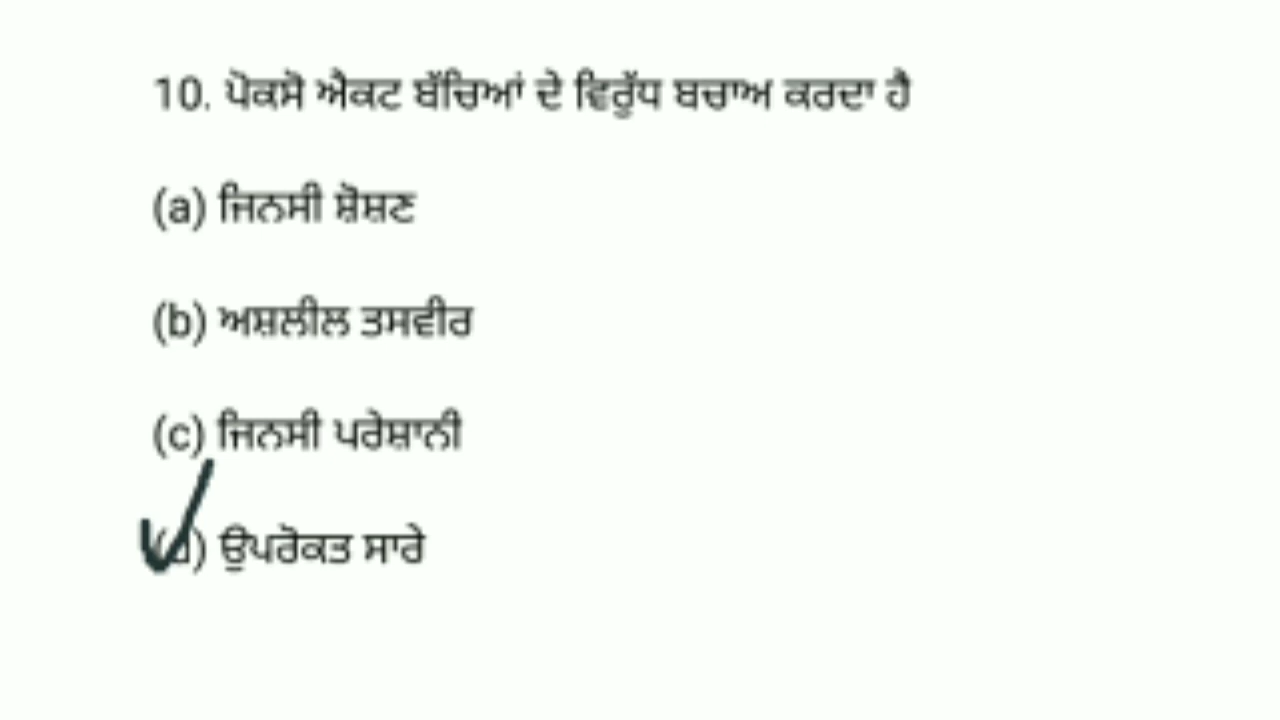 10. ਪੋਕਸੋ ਐਕਟ ਬੱਚਿਆਂ ਦੇ ਵਿਰੁੱਧ ਬਚਾਅ ਕਰਦਾ ਹੈ
(a) ਜਿਨਸੀ ਸ਼ੋਸ਼ਣ
(b) ਅਸ਼ਲੀਲ ਤਸਵੀਰ
(c) ਜਿਨਸੀ ਪਰੇਸ਼ਾਨੀ
(d) ਉਪਰੋਕਤ ਸਾਰੇ